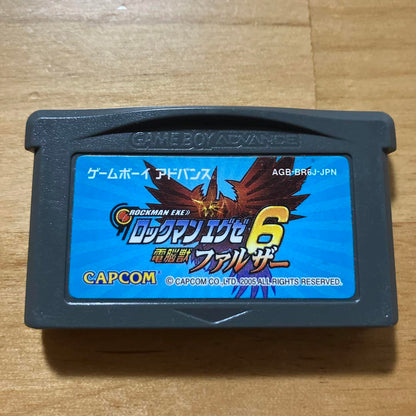 GAME BOY ADVANCE
ゲームボーイ アドバンス AGB-BR6J-JPN
ROCKMAN EXE
ロックマン エグゼ6
電脳獣 ファルザー
CAPCOM
© CAPCOM CO., LTD. 2005 ALL RIGHTS RESERVED.